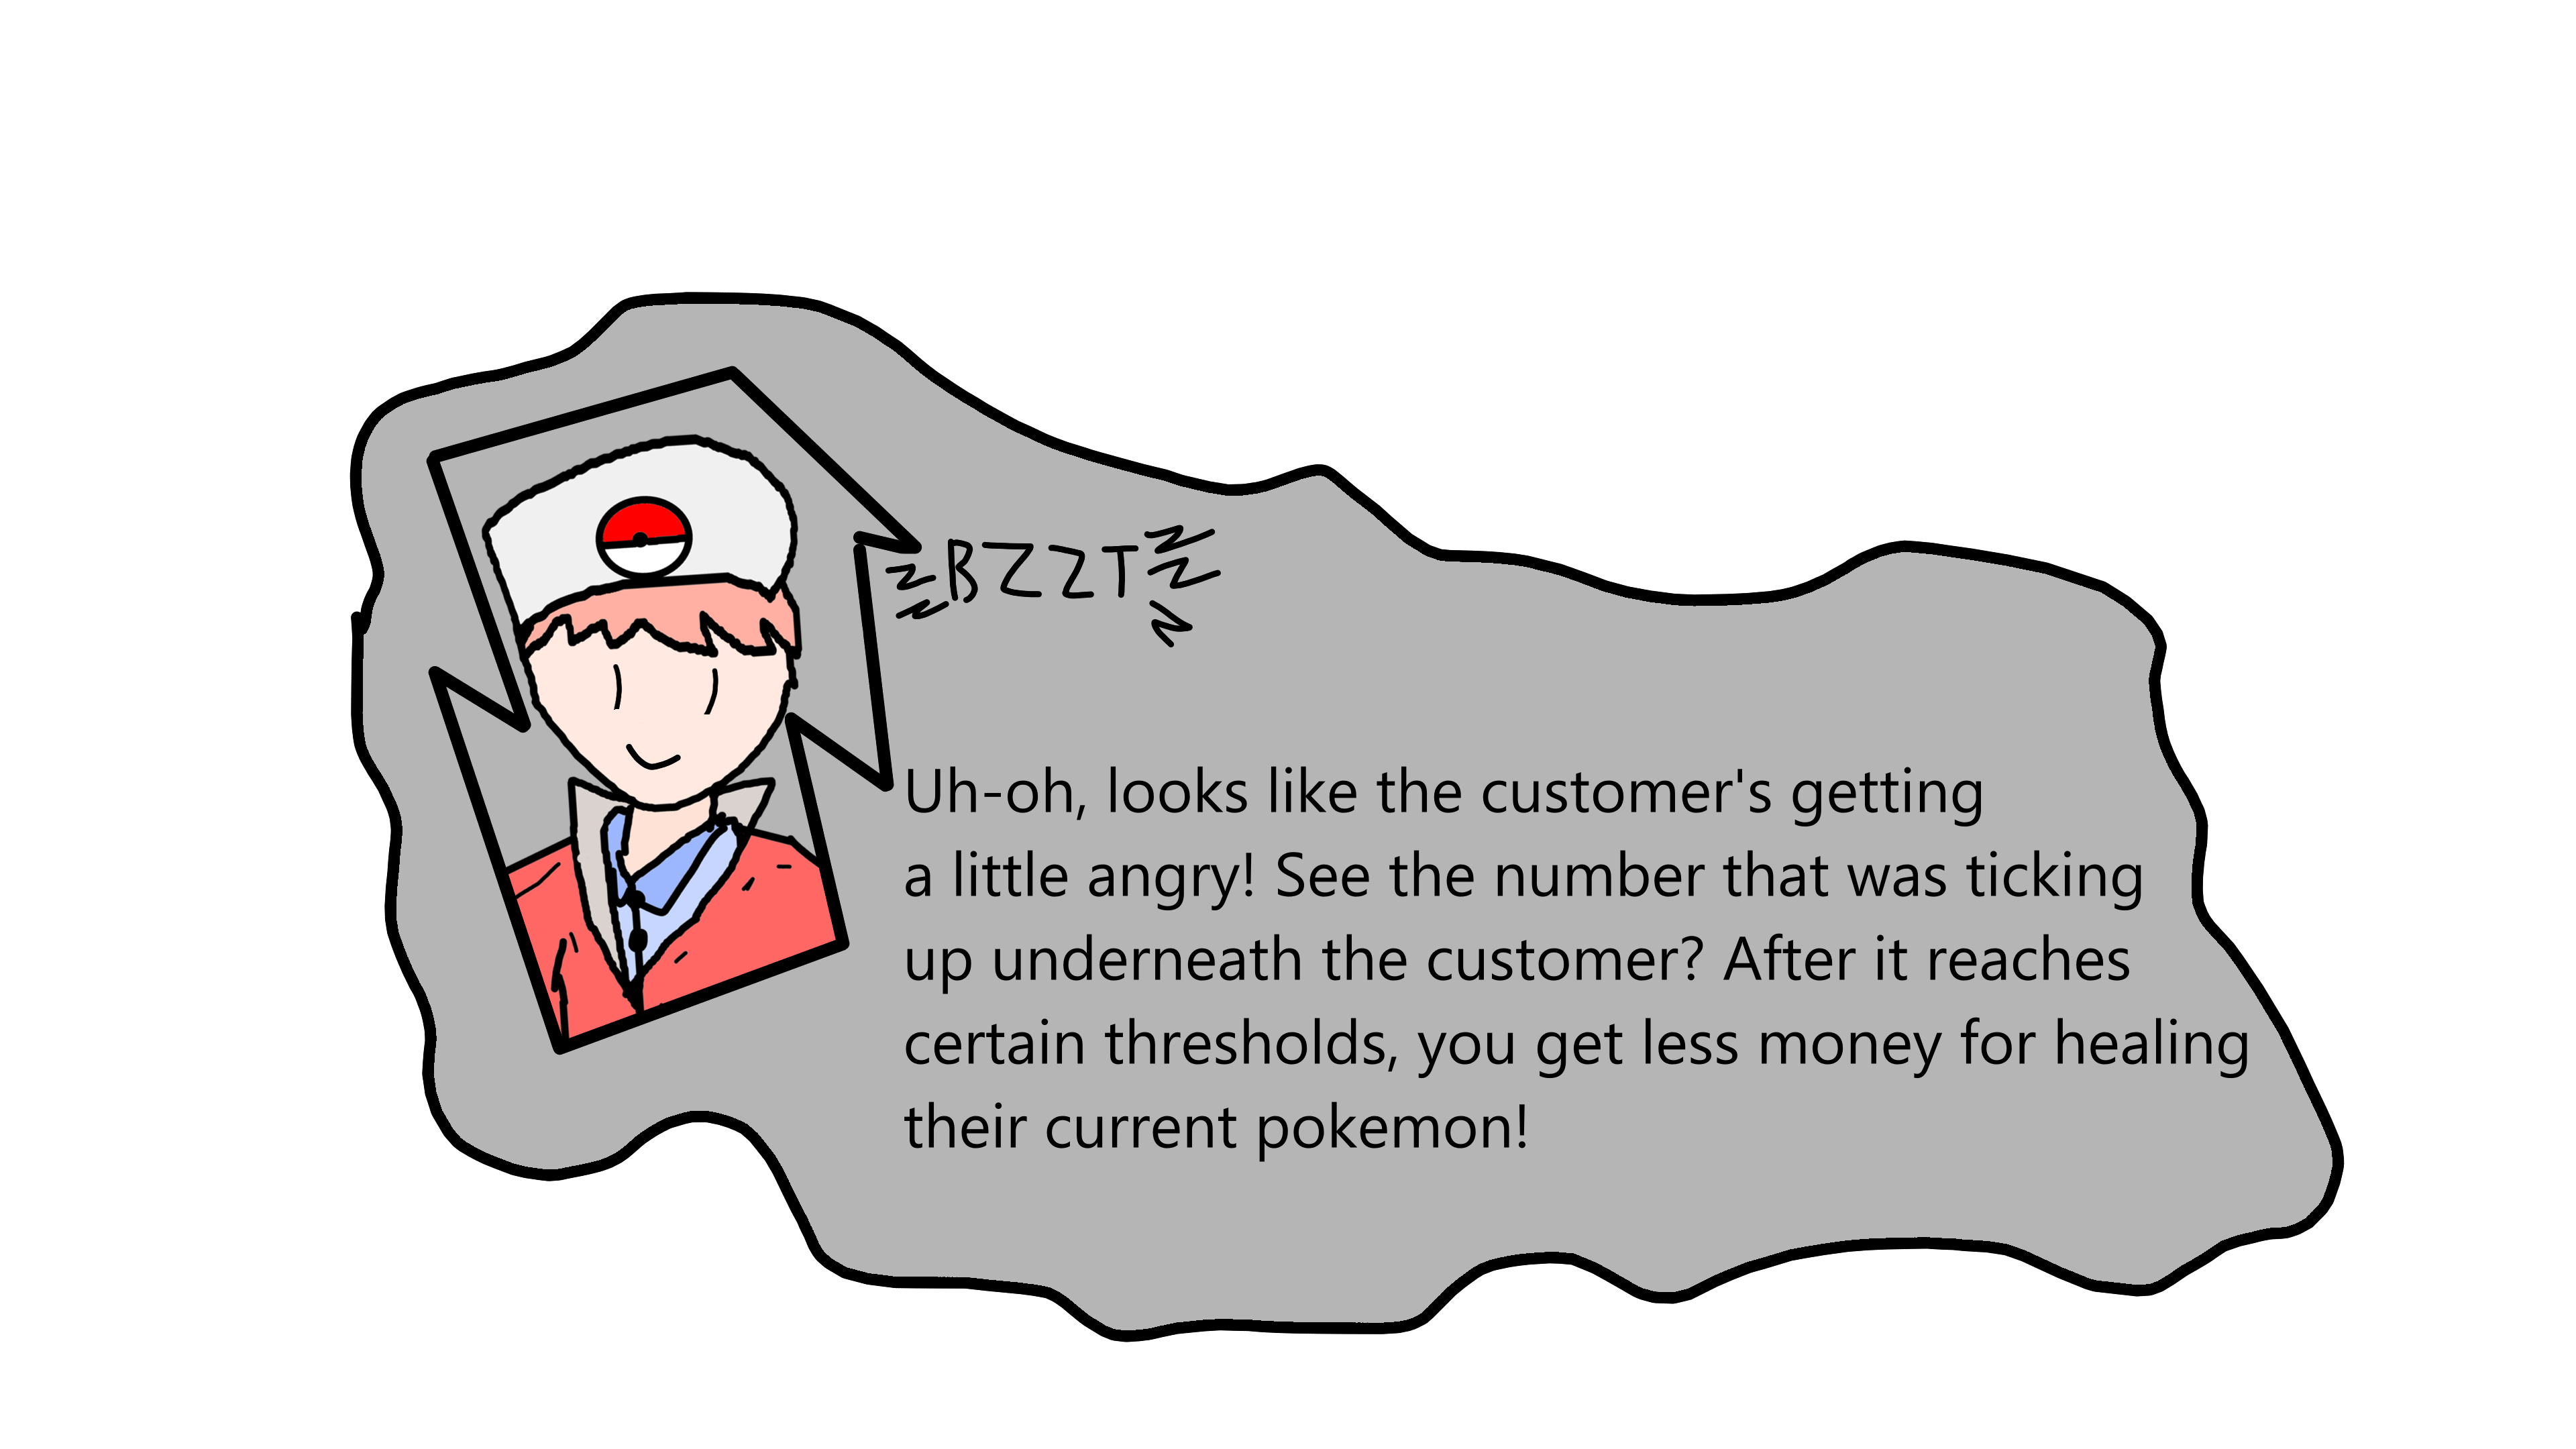 BZZT
Uh-oh, looks like the customer's getting
a little angry! See the number that was ticking
up underneath the customer? After it reaches
certain thresholds, you get less money for healing
their current pokemon!